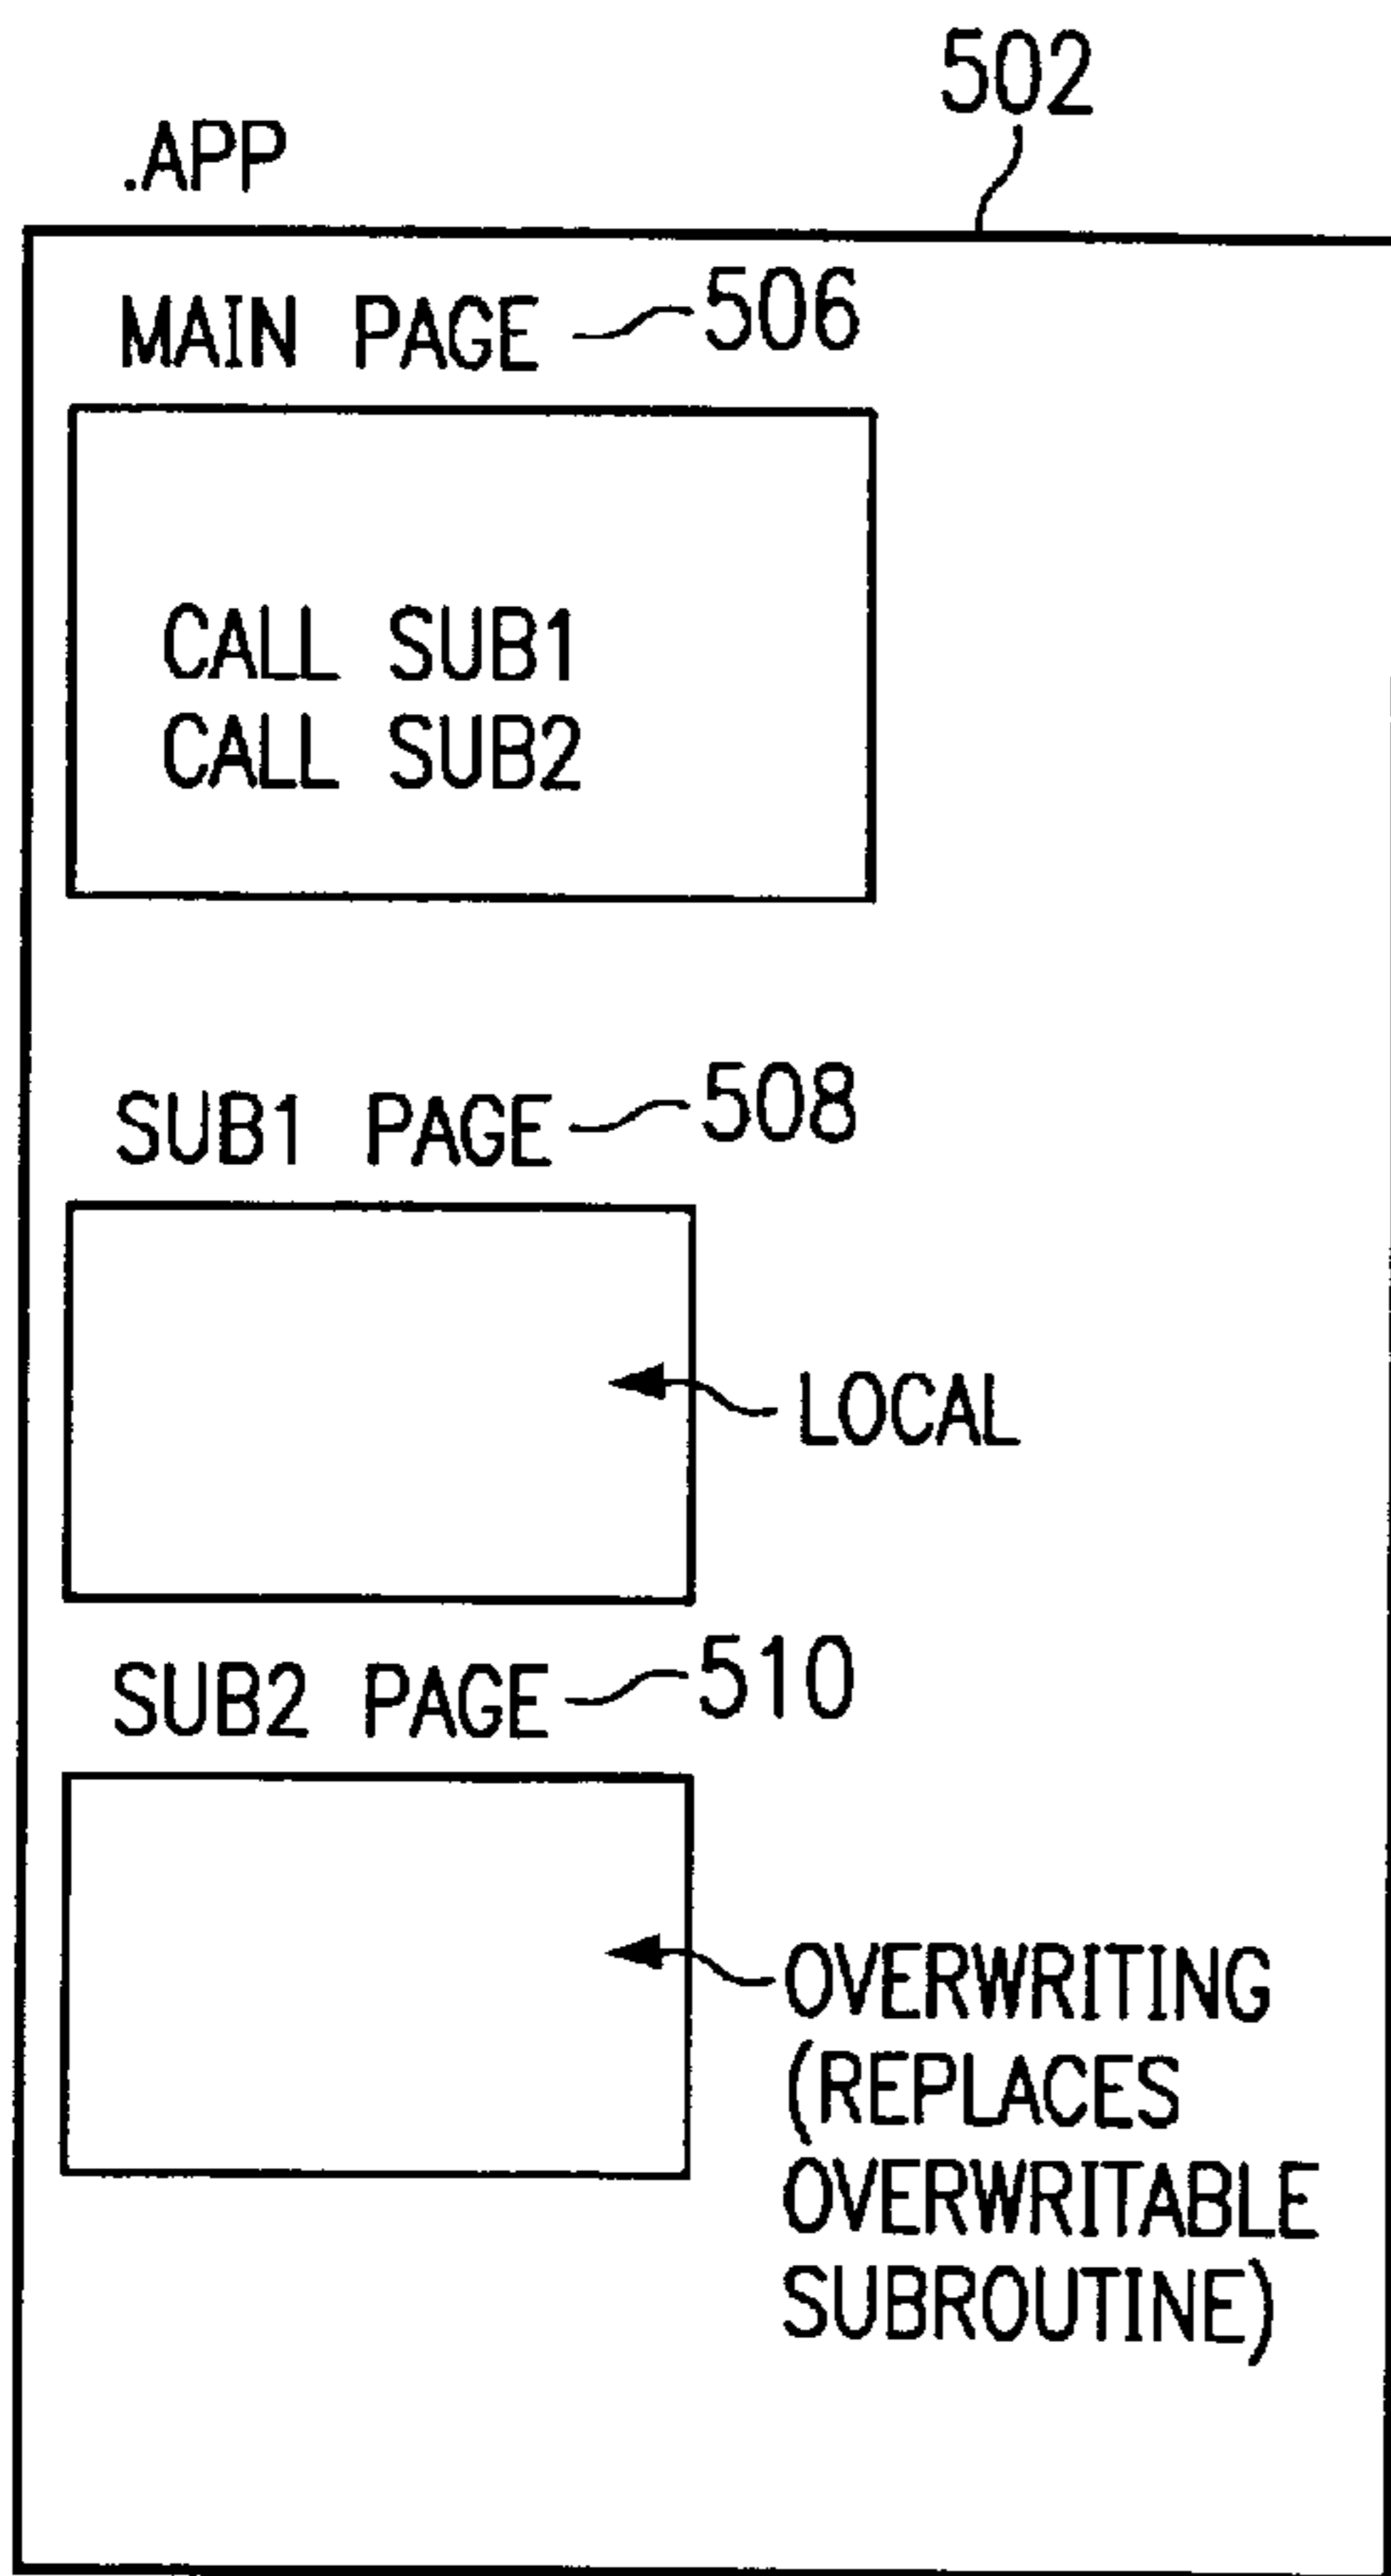 502
.APP
MAIN PAGE 506
CALL SUB1
CALL SUB2
SUB1 PAGE 508
LOCAL
SUB2 PAGE 510
OVERWRITING
(REPLACES
OVERWRITABLE
SUBROUTINE)